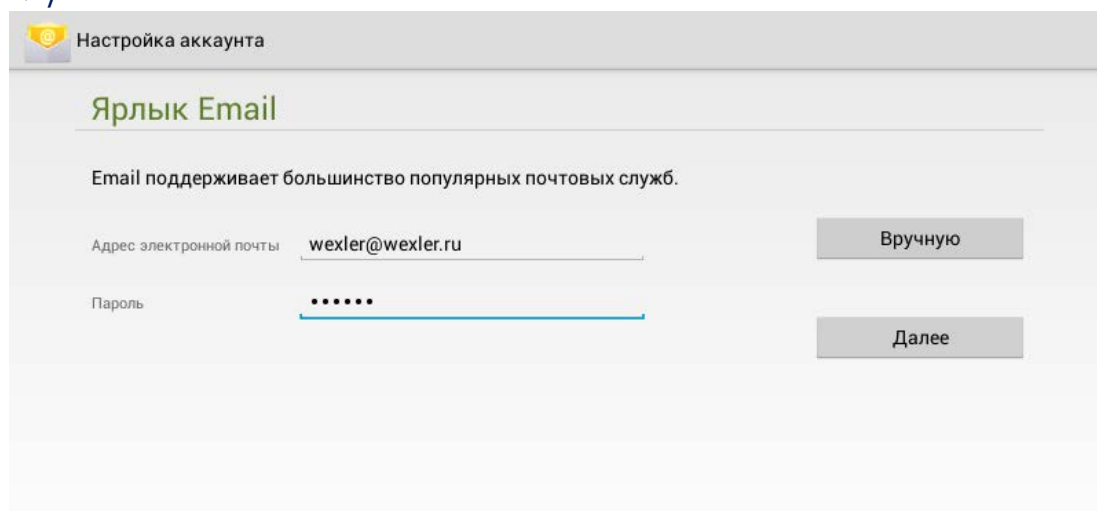 Настройка аккаунта
Ярлык Email
Email поддерживает большинство популярных почтовых служб.
Адрес электронной почты wexler@wexler.ru Вручную
Пароль ••••••
Далее